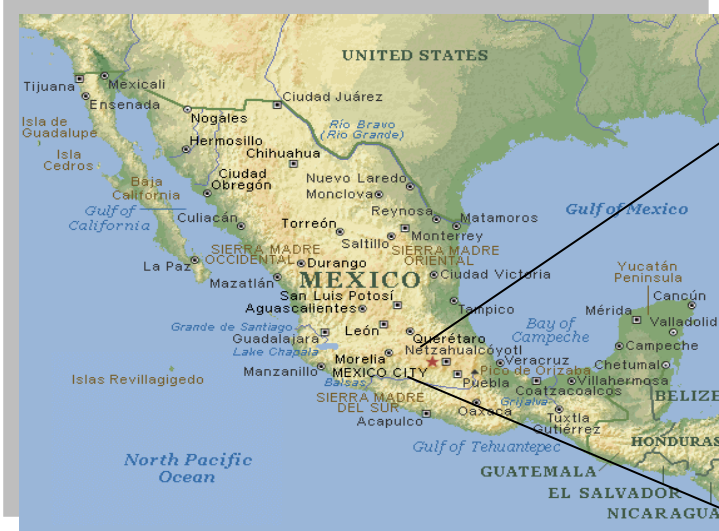 UNITED STATES
Tijuana
Mexicali
Ensenada
Ciudad Juárez
Isla de
Guadalupe
Nogales
Río Bravo
(Rio Grande)
Isla
Cedros
Hermosillo
Chihuahua
Ciudad
Obregón
Baja
California
Nuevo Laredo
Monclova
Gulf of
California
Gulf of Mexico
Culiacán
Reynosa
Matamoros
Torreón
Saltillo
Monterrey
SIERRA MADRE
OCCIDENTAL
SIERRA MADRE
ORIENTAL
La Paz
Durango
Mazatlán
MEXICO
Ciudad Victoria
Yucatán
Peninsula
San Luis Potosí
Aguascalientes
Tampico
Cancún
Mérida
Valladolid
Grande de Santiago
León
Querétaro
Bay of
Campeche
Guadalajara
Lake Chapala
Netzahualcóyotl
Campeche
Morelia
Veracruz
Chetumal
Manzanillo
MEXICO CITY
Pico de Orizaba
Islas Revillagigedo
Balsas
Puebla
Villahermosa
Coatzacoalcos
SIERRA MADRE
DEL SUR
Grijalva
BELIZE
Acapulco
Oaxaca
Tuxtla
Gutiérrez
Gulf of Tehuantepec
HONDURAS
North Pacific
Ocean
GUATEMALA
EL SALVADOR
NICARAGUA